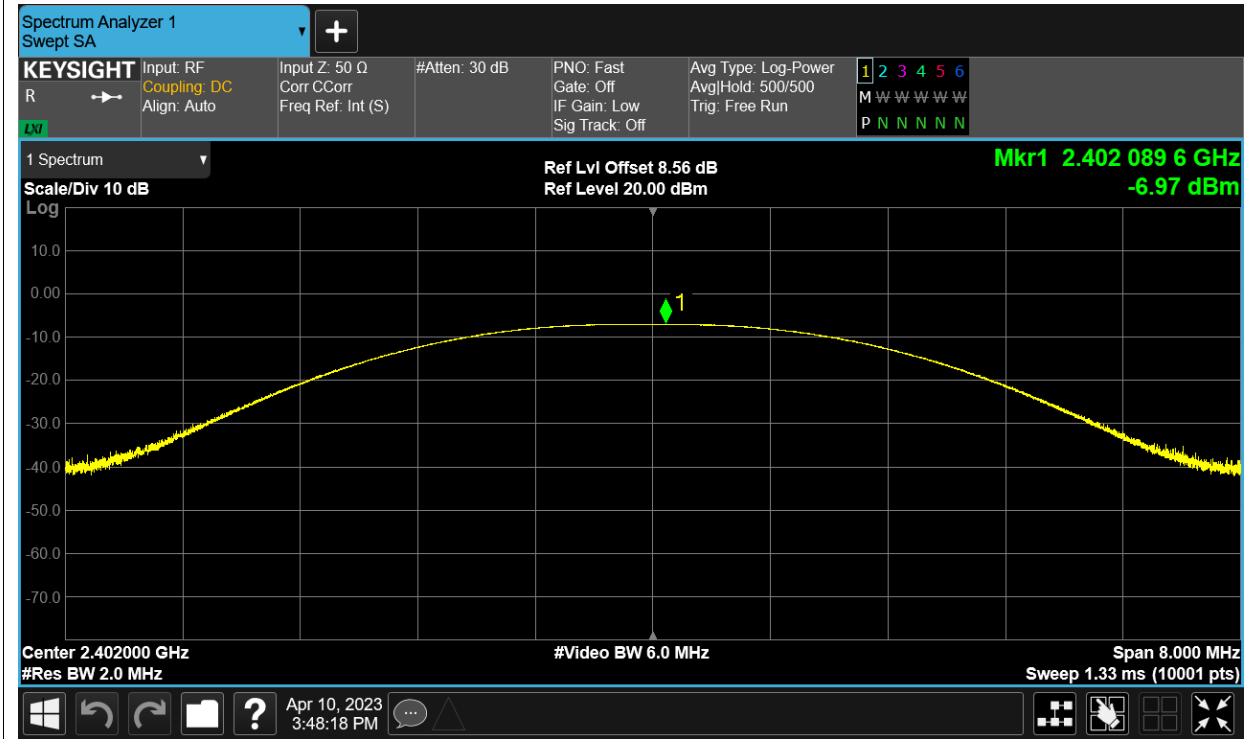 Spectrum Analyzer 1
Swept SA
KEYSIGHT
R
LXI
Input: RF
Coupling: DC
Align: Auto
Input Z: 50 Ω
Corr CCorr
Freq Ref: Int (S)
#Atten: 30 dB
PNO: Fast
Gate: Off
IF Gain: Low
Sig Track: Off
Avg Type: Log-Power
Avg|Hold: 500/500
Trig: Free Run
1 2 3 4 5 6
M W W W W W
P N N N N N
1 Spectrum
Scale/Div 10 dB
Log
Ref Lvl Offset 8.56 dB
Ref Level 20.00 dBm
Mkr1 2.402 089 6 GHz
-6.97 dBm
10.0
0.00
-10.0
-20.0
-30.0
-40.0
-50.0
-60.0
-70.0
1
Center 2.402000 GHz
#Res BW 2.0 MHz
#Video BW 6.0 MHz
Span 8.000 MHz
Sweep 1.33 ms (10001 pts)
?
Apr 10, 2023
3:48:18 PM